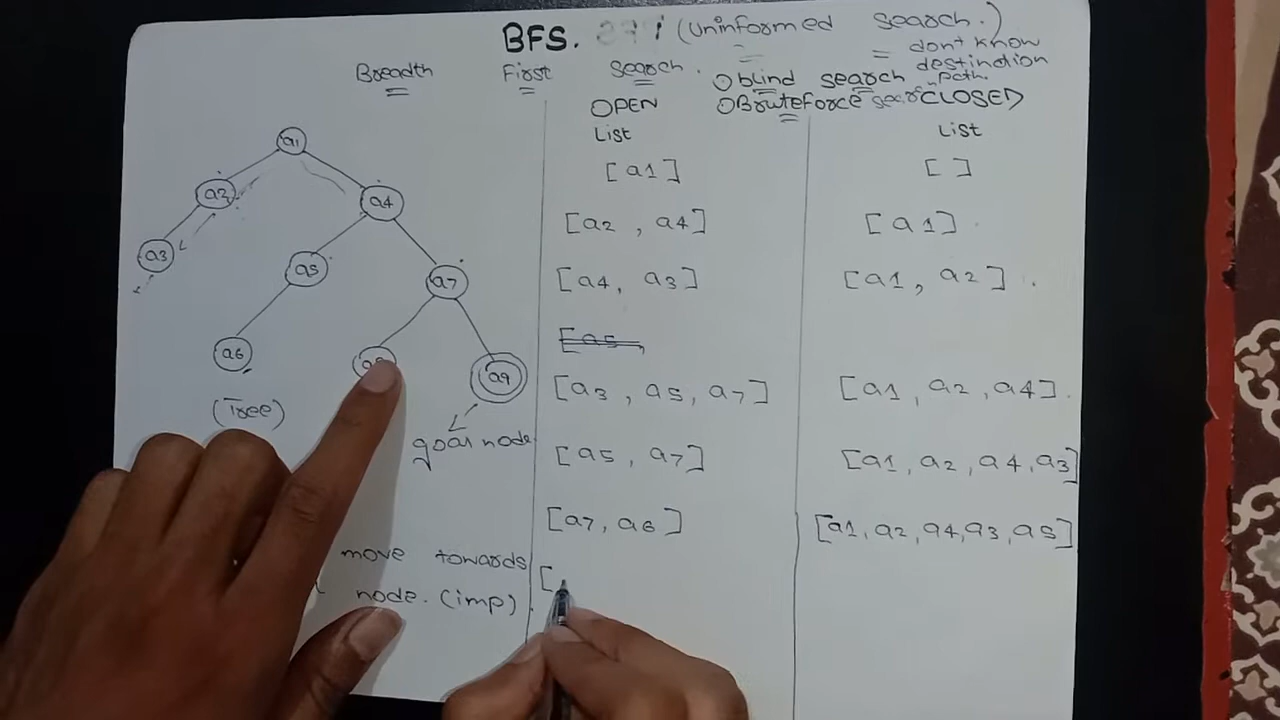 BFS. (Uninformed search.)
= don't know
destination
path.
Breadth First Search.
O blind search
O Bruteforce search
OPEN
List
CLOSED
List
[a1] []
[a2, a4] [a1].
[a4, a3] [a1, a2].
[a5,
[a3, a5, a7] [a1, a2, a4].
[a5, a7] [a1, a2, a4, a3]
[a7, a6] [a1, a2, a4, a3, a5]
[
a1
a2
a4
a3
a5
a7
a6
a9
(Tree)
goal node
move towards
node. (imp)